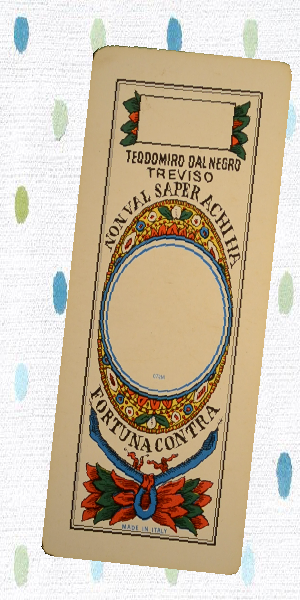 TEODOMIRO DAL NEGRO
TREVISO
NON VAL SAPER A CHI HA
FORTUNA CONTRA
MADE IN ITALY